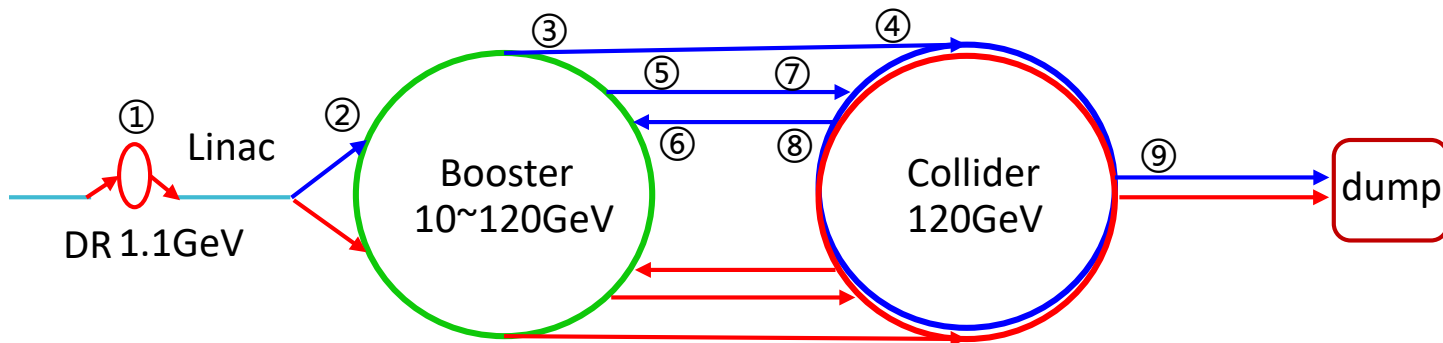 ③
④
①
②
⑤
⑦
Linac
⑥
⑧
⑨
Booster
10~120GeV
Collider
120GeV
dump
DR 1.1GeV